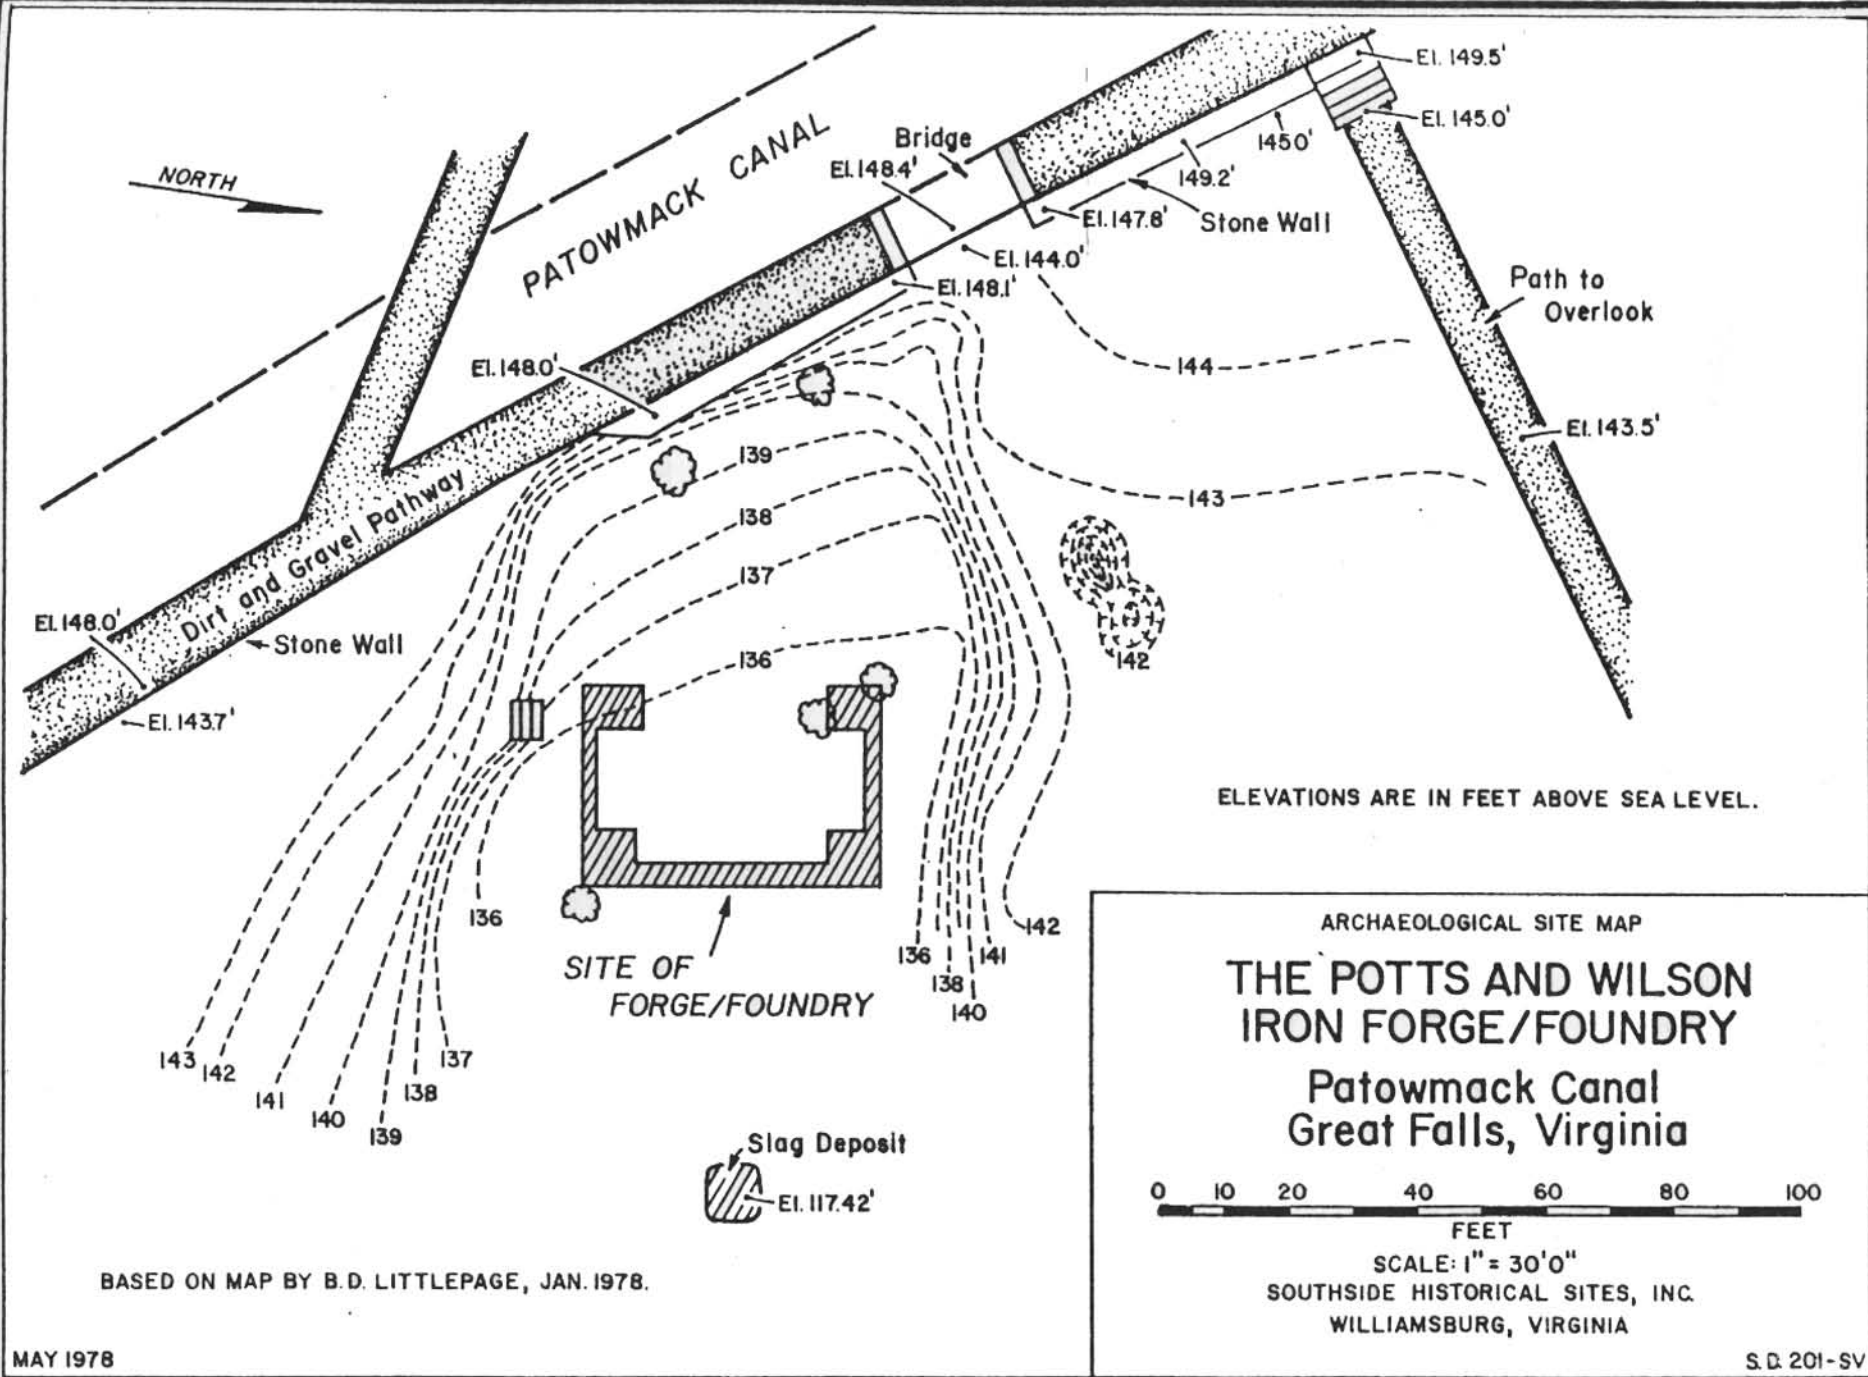 NORTH
PATOWMACK CANAL
Bridge
El. 148.4'
El. 149.5'
El. 145.0'
145.0'
149.2'
El. 147.8'
Stone Wall
El. 144.0'
El. 148.1'
Path to
Overlook
144
El. 148.0'
El. 143.5'
139
143
Dirt and Gravel Pathway
138
137
El. 148.0'
Stone Wall
136
142
El. 143.7'
ELEVATIONS ARE IN FEET ABOVE SEA LEVEL.
136
142
136
141
138
140
SITE OF
FORGE/FOUNDRY
143
142
141
140
139
138
137
Slag Deposit
El. 117.42'
BASED ON MAP BY B.D. LITTLEPAGE, JAN. 1978.
MAY 1978
ARCHAEOLOGICAL SITE MAP
THE POTTS AND WILSON
IRON FORGE/FOUNDRY
Patowmack Canal
Great Falls, Virginia
0 10 20 40 60 80 100
FEET
SCALE: 1" = 30'0"
SOUTHSIDE HISTORICAL SITES, INC.
WILLIAMSBURG, VIRGINIA
S.D. 201-SV